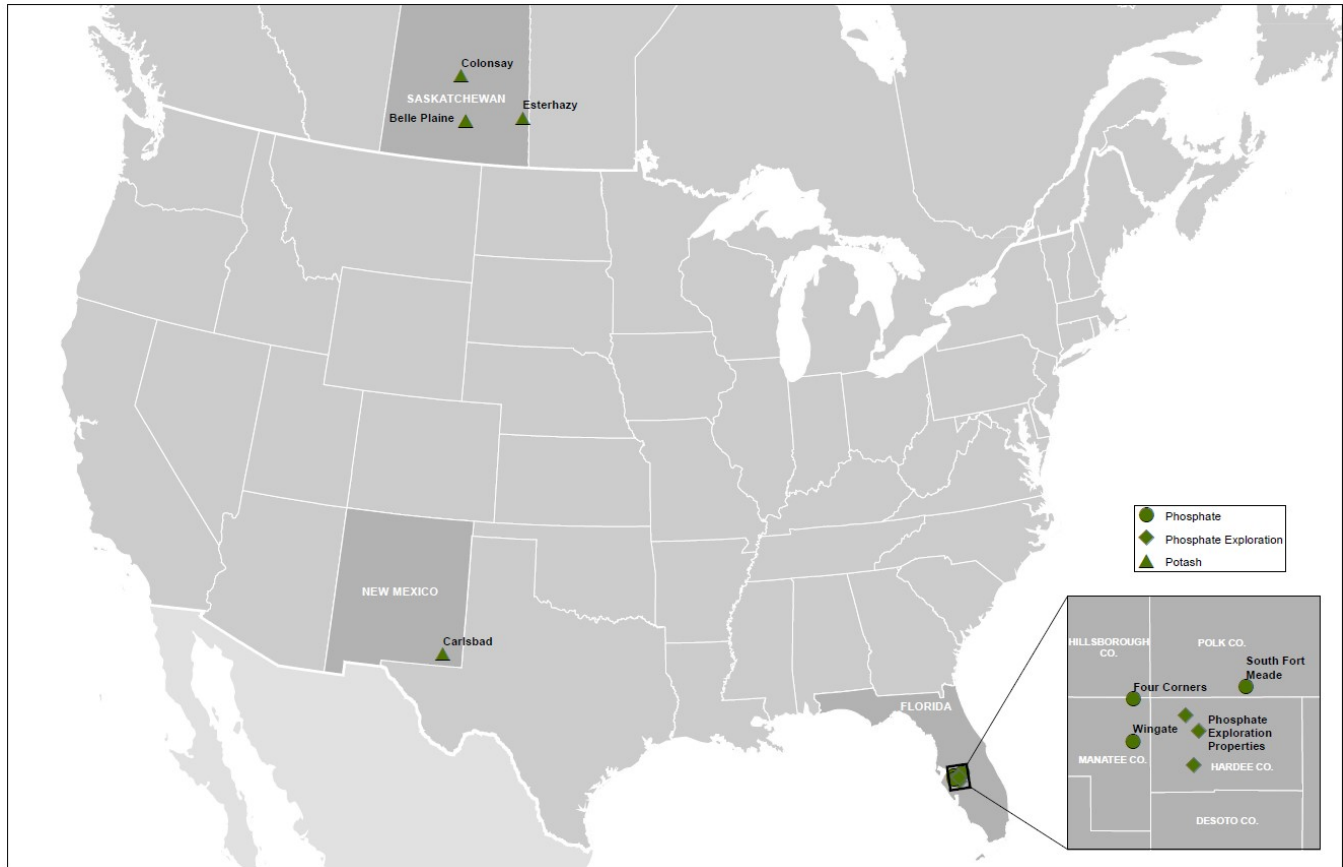 Colonsay
SASKATCHEWAN
Esterhazy
Belle Plaine
Phosphate
Phosphate Exploration
Potash
NEW MEXICO
Carlsbad
FLORIDA
HILLSBOROUGH
CO.
POLK CO.
South Fort
Meade
Four Corners
Wingate
Phosphate
Exploration
Properties
MANATEE CO.
HARDEE CO.
DESOTO CO.